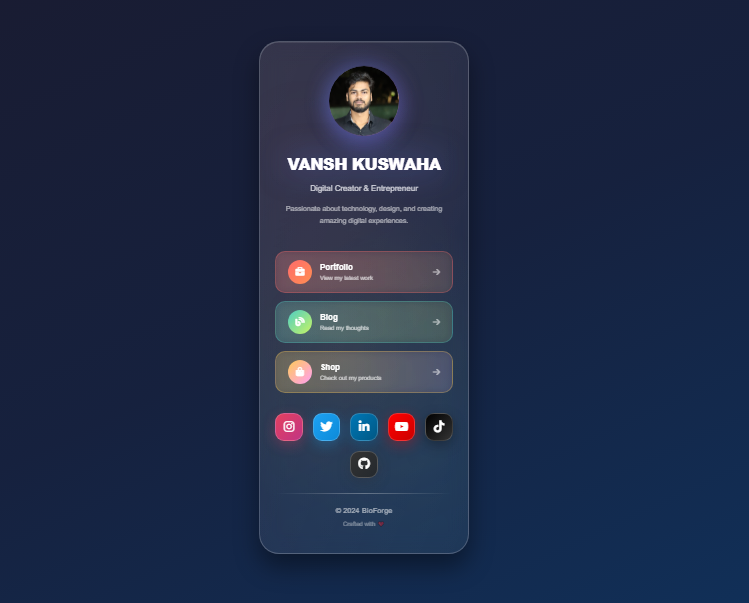 VANSH KUSWAHA
Digital Creator & Entrepreneur
Passionate about technology, design, and creating
amazing digital experiences.
Portfolio
View my latest work
Blog
Read my thoughts
Shop
Check out my products
in
© 2024 BioForge
Crafted with